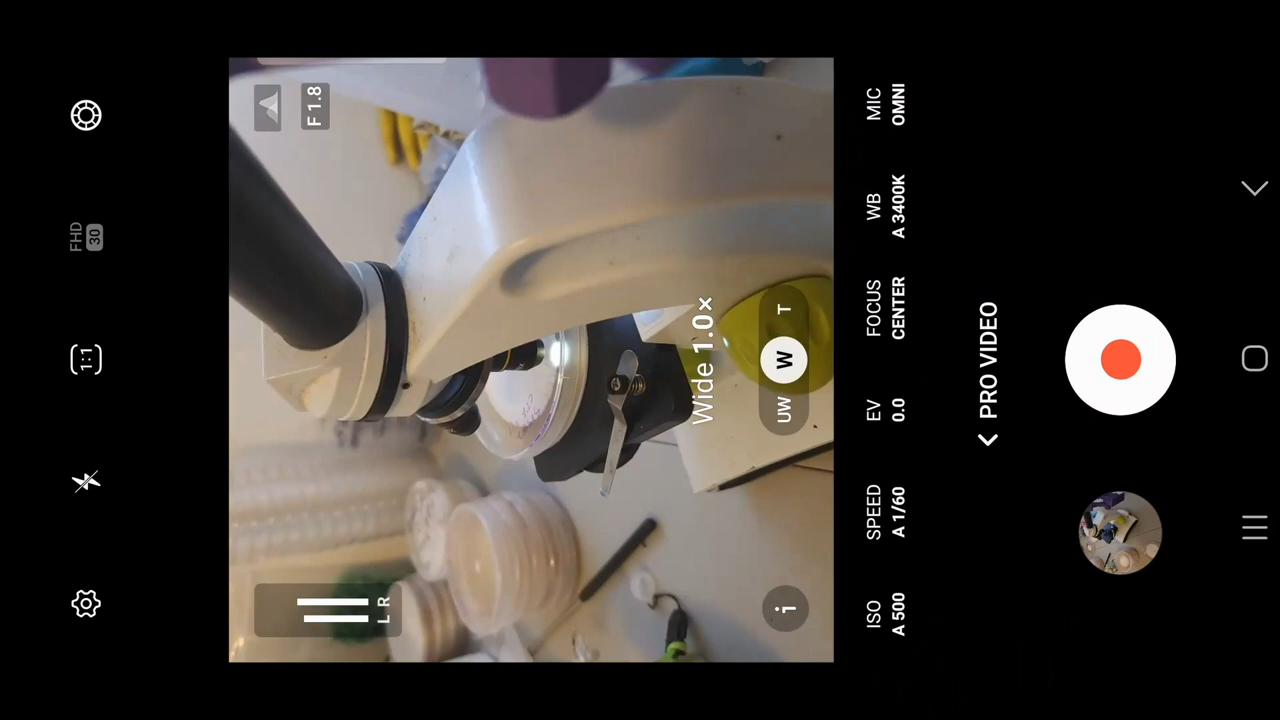 F 1.8
FHD
30
1:1
L R
Wide 1.0×
UW W T
i
ISO
A 500
SPEED
A 1/60
EV
0.0
FOCUS
CENTER
WB
A 3400K
MIC
OMNI
PRO VIDEO